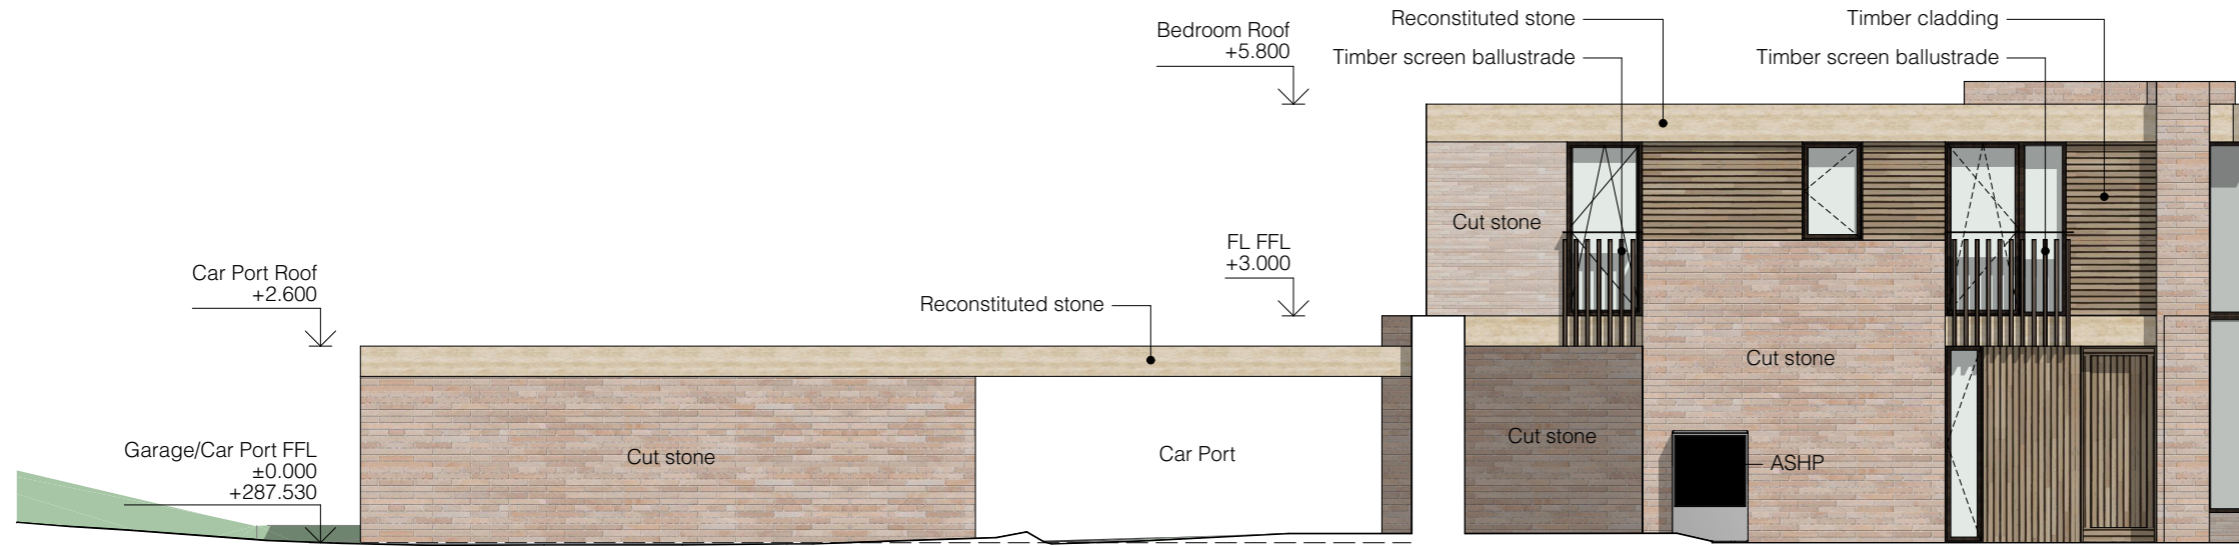 Reconstituted stone
Timber cladding
Bedroom Roof
+5.800
Timber screen ballustrade
Timber screen ballustrade
Cut stone
FL FFL
+3.000
Car Port Roof
+2.600
Reconstituted stone
Cut stone
Cut stone
Garage/Car Port FFL
±0.000
+287.530
Cut stone
Car Port
ASHP